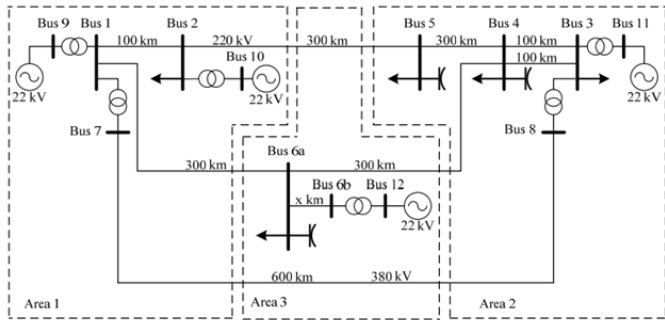 Bus 9 Bus 1 Bus 2 Bus 5 Bus 4 Bus 3 Bus 11
100 km 220 kV 300 km 300 km 100 km
Bus 10 100 km
22 kV 22 kV 22 kV
Bus 7 Bus 6a Bus 8
300 km 300 km
Bus 6b Bus 12
x km
22 kV
600 km 380 kV
Area 1 Area 3 Area 2